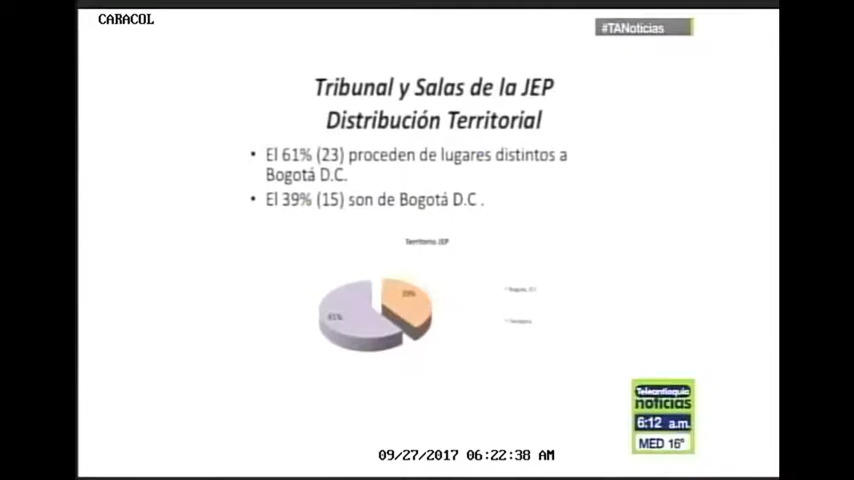 CARACOL
#TANoticias
Tribunal y Salas de la JEP
Distribución Territorial
• El 61% (23) proceden de lugares distintos a
Bogotá D.C.
• El 39% (15) son de Bogotá D.C .
Territorio JEP
39%
61%
Bogotá, D.C
Territorio
Teleantioquia
noticias
6:12 a.m.
MED 16°
09/27/2017 06:22:38 AM